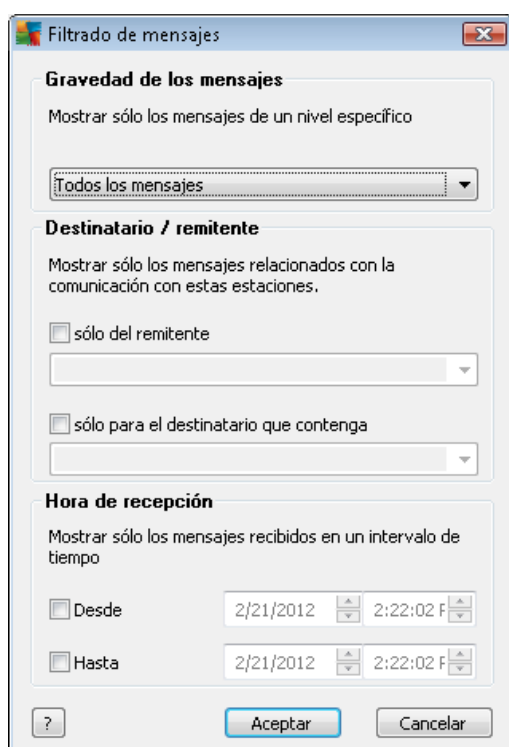 Filtrado de mensajes
Gravedad de los mensajes
Mostrar sólo los mensajes de un nivel específico
Todos los mensajes
Destinatario / remitente
Mostrar sólo los mensajes relacionados con la
comunicación con estas estaciones.
sólo del remitente
sólo para el destinatario que contenga
Hora de recepción
Mostrar sólo los mensajes recibidos en un intervalo de
tiempo
Desde 2/21/2012 2:22:02 P
Hasta 2/21/2012 2:22:02 P
? Aceptar Cancelar